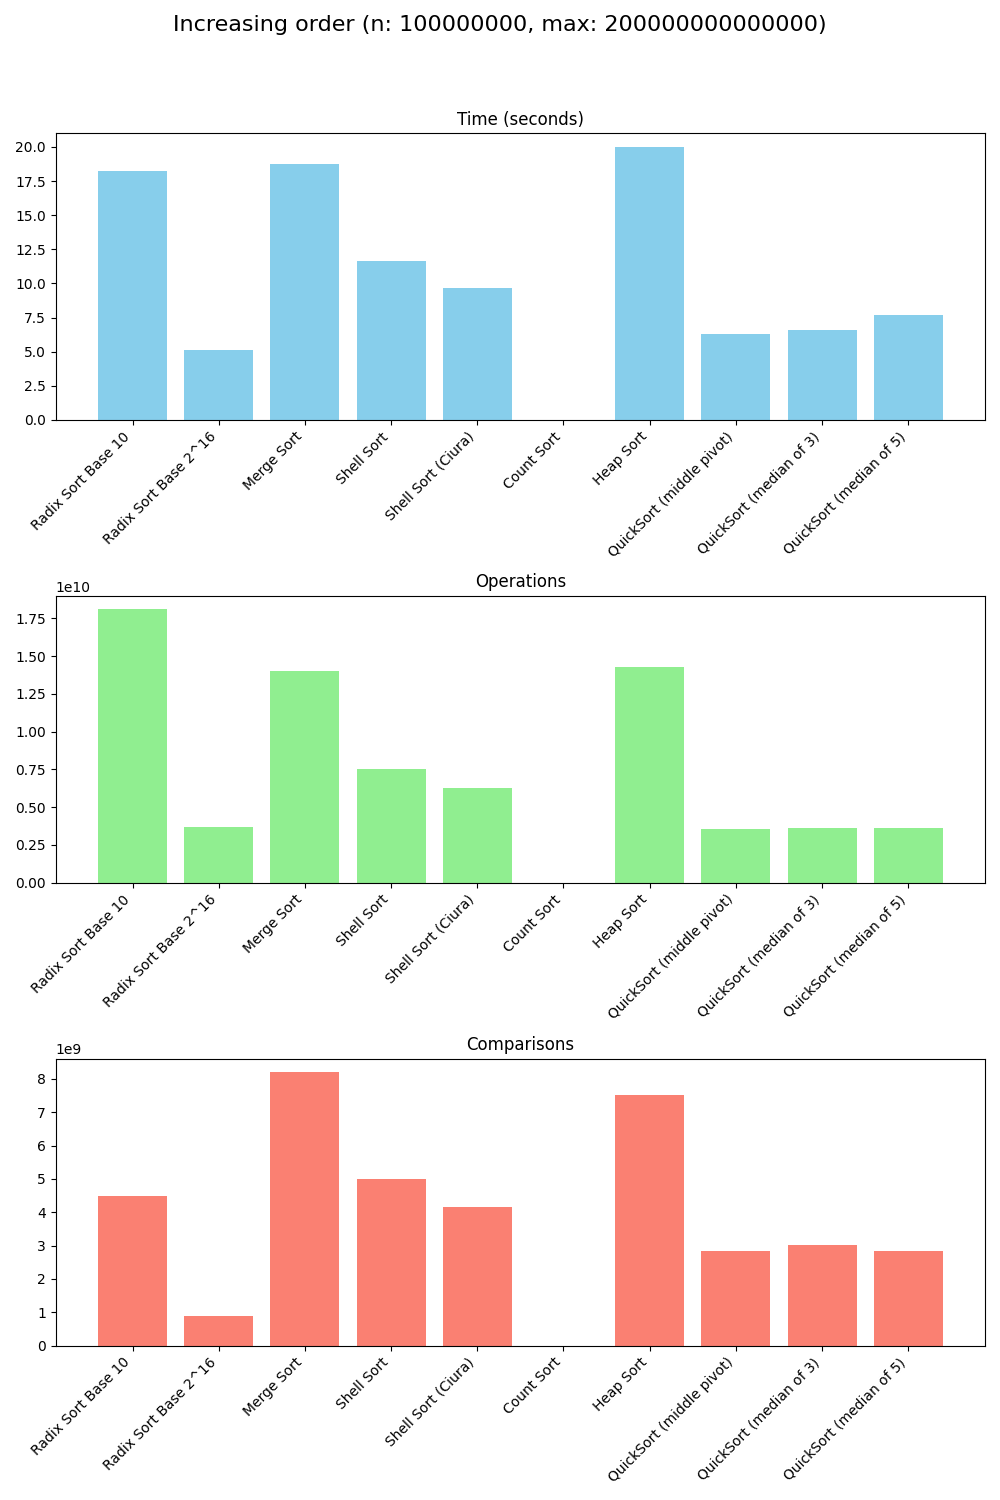 Increasing order (n: 100000000, max: 200000000000000)
Time (seconds)
20.0
17.5
15.0
12.5
10.0
7.5
5.0
2.5
0.0
Radix Sort Base 10
Radix Sort Base 2^16
Merge Sort
Shell Sort
Shell Sort (Ciura)
Count Sort
Heap Sort
QuickSort (middle pivot)
QuickSort (median of 3)
QuickSort (median of 5)
Operations
1e10
1.75
1.50
1.25
1.00
0.75
0.50
0.25
0.00
Radix Sort Base 10
Radix Sort Base 2^16
Merge Sort
Shell Sort
Shell Sort (Ciura)
Count Sort
Heap Sort
QuickSort (middle pivot)
QuickSort (median of 3)
QuickSort (median of 5)
Comparisons
1e9
8
7
6
5
4
3
2
1
0
Radix Sort Base 10
Radix Sort Base 2^16
Merge Sort
Shell Sort
Shell Sort (Ciura)
Count Sort
Heap Sort
QuickSort (middle pivot)
QuickSort (median of 3)
QuickSort (median of 5)